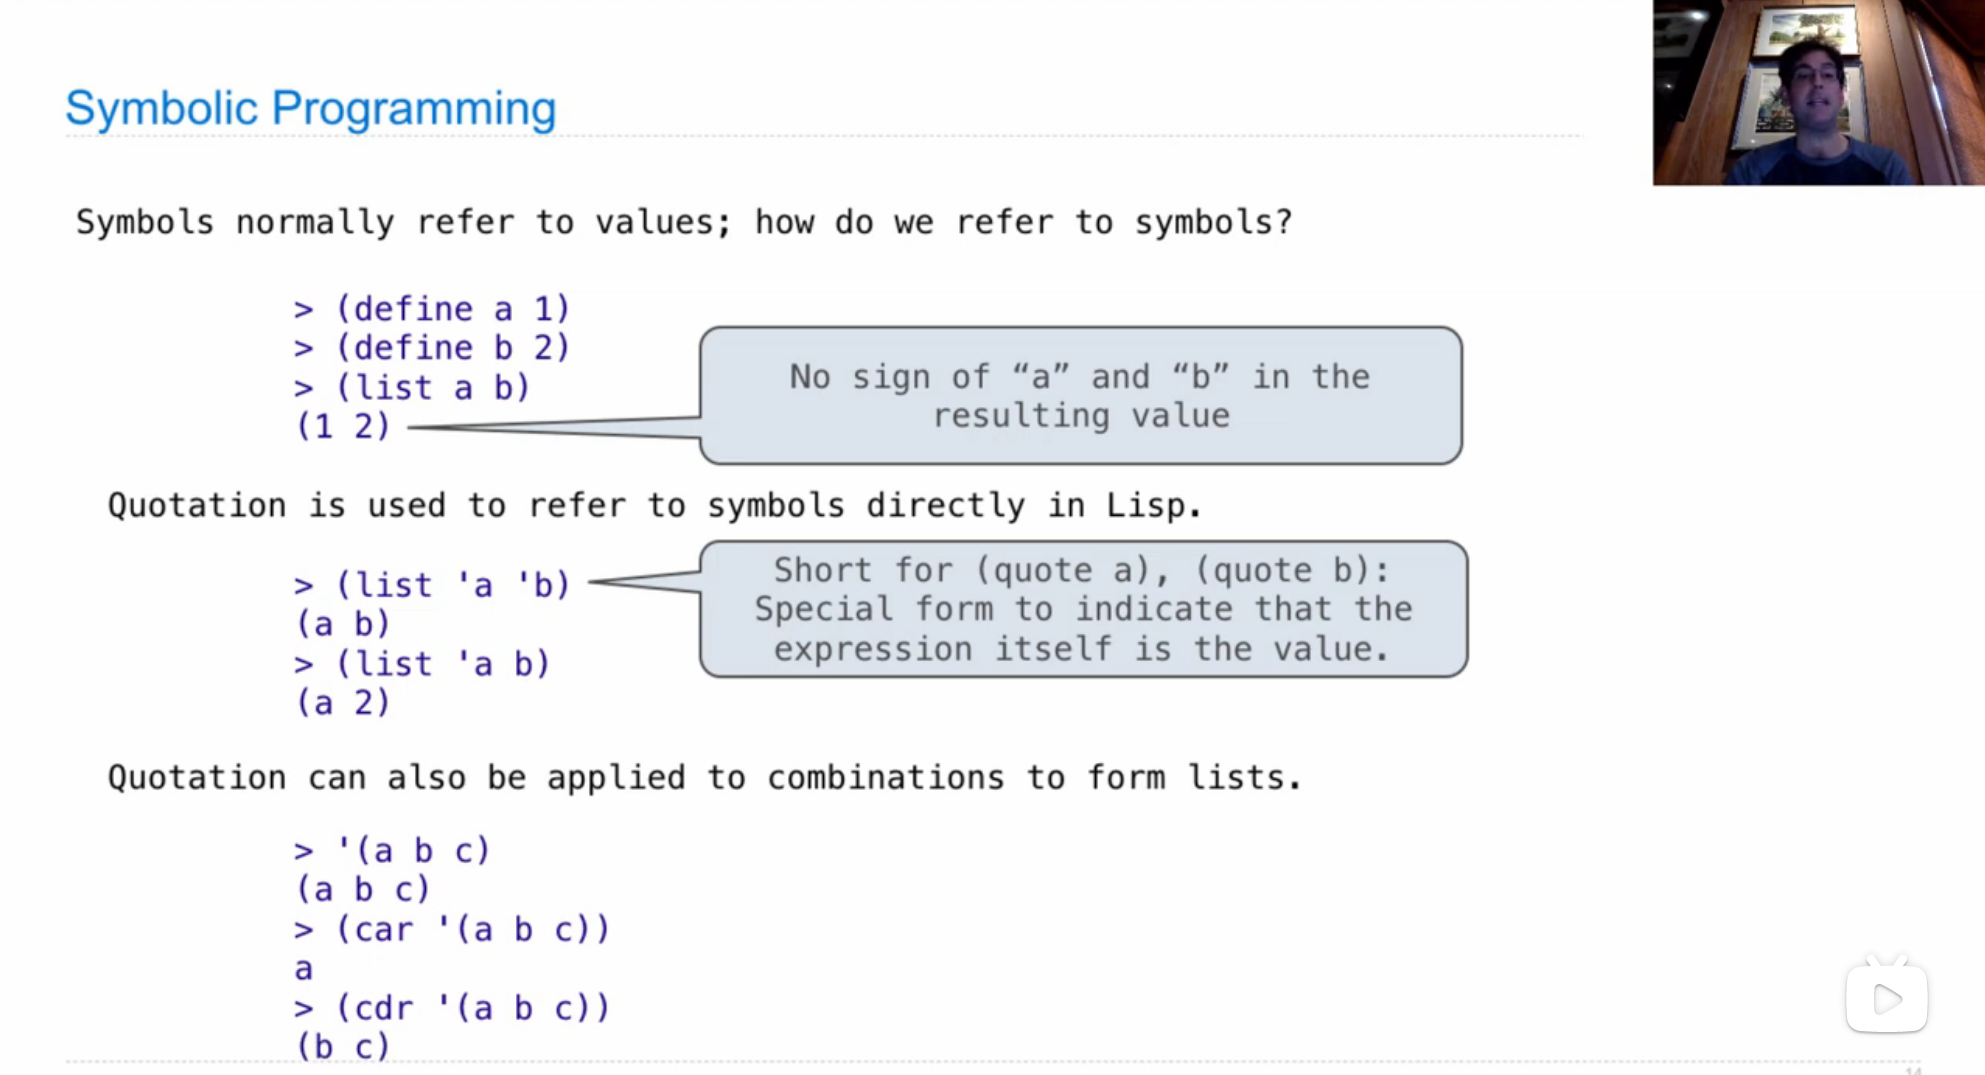 Symbolic Programming
Symbols normally refer to values; how do we refer to symbols?
> (define a 1)
> (define b 2)
> (list a b)
(1 2)
No sign of “a” and “b” in the
resulting value
Quotation is used to refer to symbols directly in Lisp.
> (list 'a 'b)
(a b)
> (list 'a b)
(a 2)
Short for (quote a), (quote b):
Special form to indicate that the
expression itself is the value.
Quotation can also be applied to combinations to form lists.
> '(a b c)
(a b c)
> (car '(a b c))
a
> (cdr '(a b c))
(b c)
14